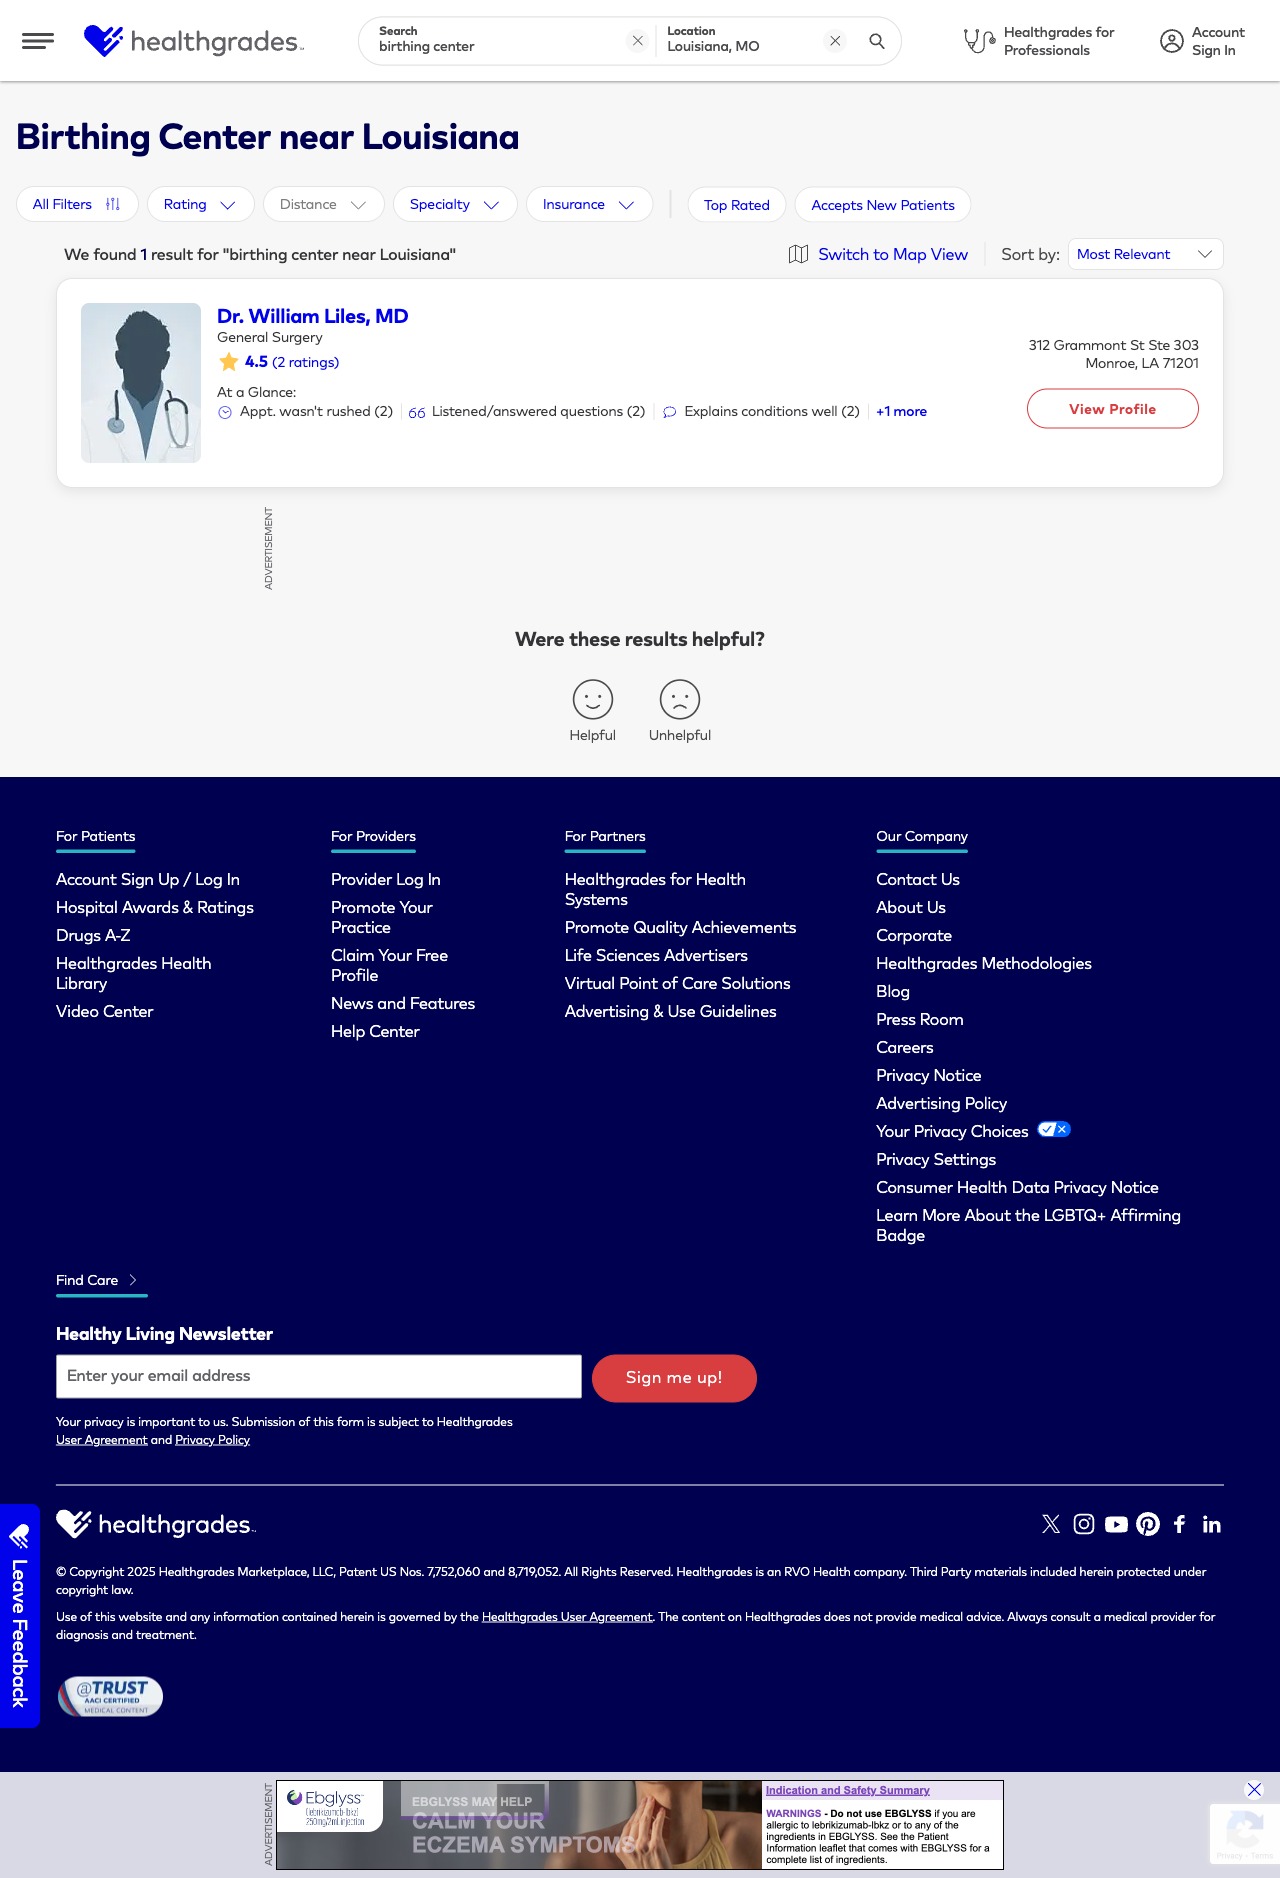 healthgrades
Search
birthing center
Location
Louisiana, MO
Healthgrades for
Professionals
Account
Sign In
Birthing Center near Louisiana
All Filters
Rating
Distance
Specialty
Insurance
Top Rated
Accepts New Patients
We found 1 result for "birthing center near Louisiana"
Switch to Map View
Sort by:
Most Relevant
Dr. William Liles, MD
General Surgery
4.5 (2 ratings)
At a Glance:
Appt. wasn't rushed (2)
Listened/answered questions (2)
Explains conditions well (2)
+1 more
312 Grammont St Ste 303
Monroe, LA 71201
View Profile
ADVERTISEMENT
Were these results helpful?
Helpful
Unhelpful
For Patients
Account Sign Up / Log In
Hospital Awards & Ratings
Drugs A-Z
Healthgrades Health
Library
Video Center
For Providers
Provider Log In
Promote Your
Practice
Claim Your Free
Profile
News and Features
Help Center
For Partners
Healthgrades for Health
Systems
Promote Quality Achievements
Life Sciences Advertisers
Virtual Point of Care Solutions
Advertising & Use Guidelines
Our Company
Contact Us
About Us
Corporate
Healthgrades Methodologies
Blog
Press Room
Careers
Privacy Notice
Advertising Policy
Your Privacy Choices
Privacy Settings
Consumer Health Data Privacy Notice
Learn More About the LGBTQ+ Affirming
Badge
Find Care
Healthy Living Newsletter
Enter your email address
Sign me up!
Your privacy is important to us. Submission of this form is subject to Healthgrades
User Agreement and Privacy Policy
healthgrades
Leave Feedback
© Copyright 2025 Healthgrades Marketplace, LLC, Patent US Nos. 7,752,060 and 8,719,052. All Rights Reserved. Healthgrades is an RVO Health company. Third Party materials included herein protected under
copyright law.
Use of this website and any information contained herein is governed by the Healthgrades User Agreement. The content on Healthgrades does not provide medical advice. Always consult a medical provider for
diagnosis and treatment.
@TRUST
AACI CERTIFIED
MEDICAL CONTENT
ADVERTISEMENT
Ebglyss
(lebrikizumab-lbkz)
250mg/2mL injection
EBGLYSS MAY HELP
CALM YOUR
ECZEMA SYMPTOMS
Indication and Safety Summary
WARNINGS - Do not use EBGLYSS if you are
allergic to lebrikizumab-lbkz or to any of the
ingredients in EBGLYSS. See the Patient
Information leaflet that comes with EBGLYSS for a
complete list of ingredients.
Privacy - Terms